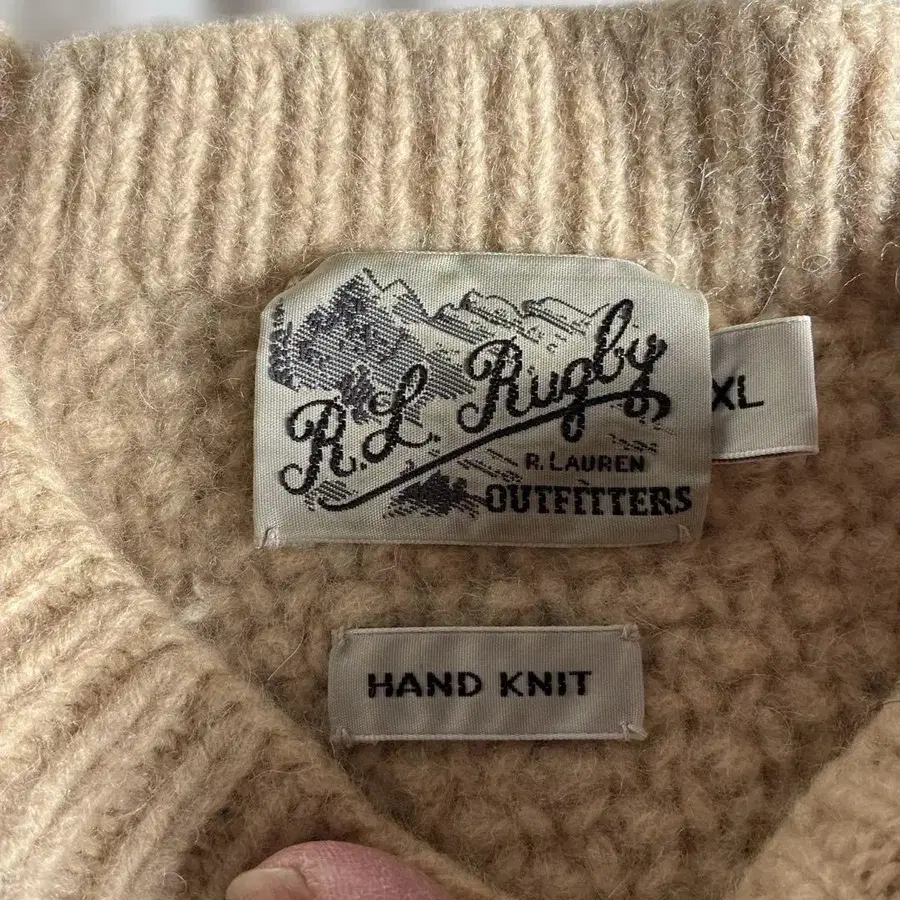 R.L. Rugby
R. LAUREN
OUTFITTERS
XL
HAND KNIT